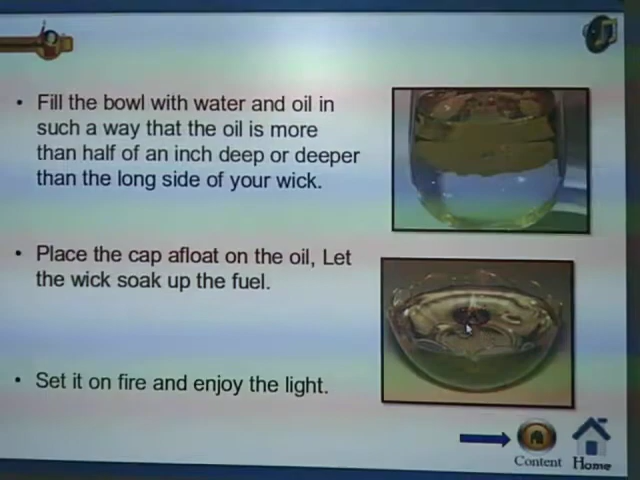 • Fill the bowl with water and oil in
such a way that the oil is more
than half of an inch deep or deeper
than the long side of your wick.
• Place the cap afloat on the oil, Let
the wick soak up the fuel.
• Set it on fire and enjoy the light.
Content Home